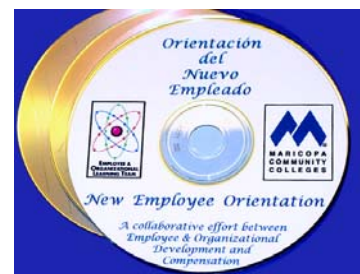 Orientación
del
Nuevo
Empleado
EMPLOYEE &
ORGANIZATIONAL
LEARNING TEAM
MARICOPA
COMMUNITY
COLLEGES
New Employee Orientation
A collaborative effort between
Employee & Organizational
Development and
Compensation